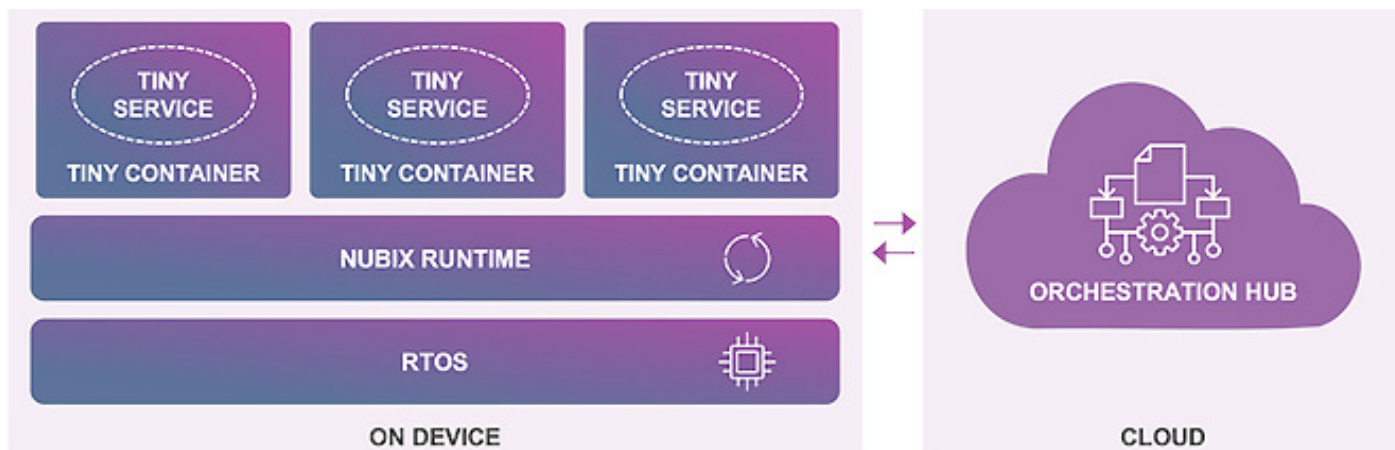 TINY
SERVICE
TINY CONTAINER
TINY
SERVICE
TINY CONTAINER
TINY
SERVICE
TINY CONTAINER
NUBIX RUNTIME
RTOS
ON DEVICE
ORCHESTRATION HUB
CLOUD